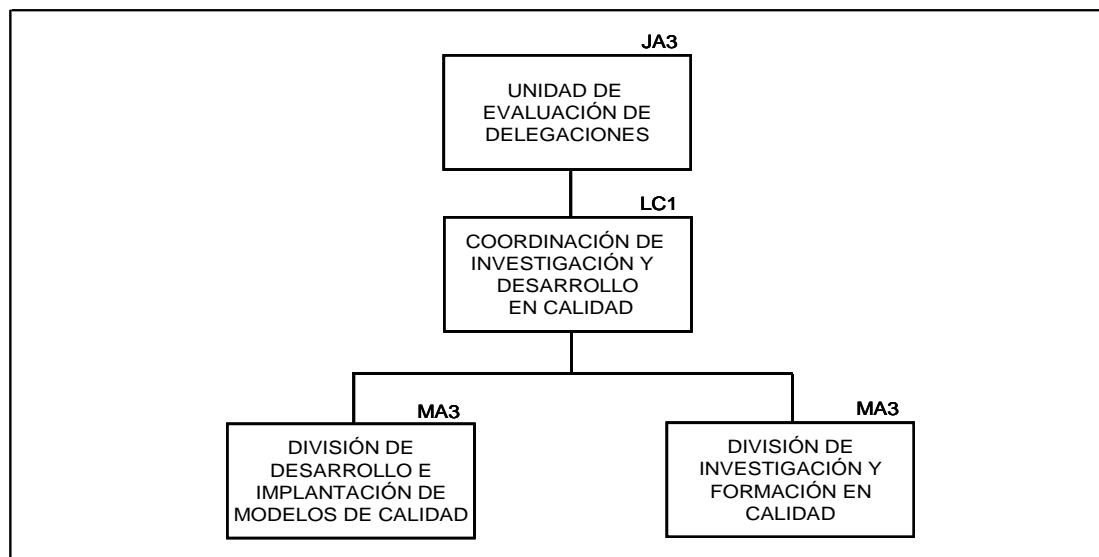 JA3
UNIDAD DE
EVALUACIÓN DE
DELEGACIONES
LC1
COORDINACIÓN DE
INVESTIGACIÓN Y
DESARROLLO
EN CALIDAD
MA3
DIVISIÓN DE
DESARROLLO E
IMPLANTACIÓN DE
MODELOS DE CALIDAD
MA3
DIVISIÓN DE
INVESTIGACIÓN Y
FORMACIÓN EN
CALIDAD